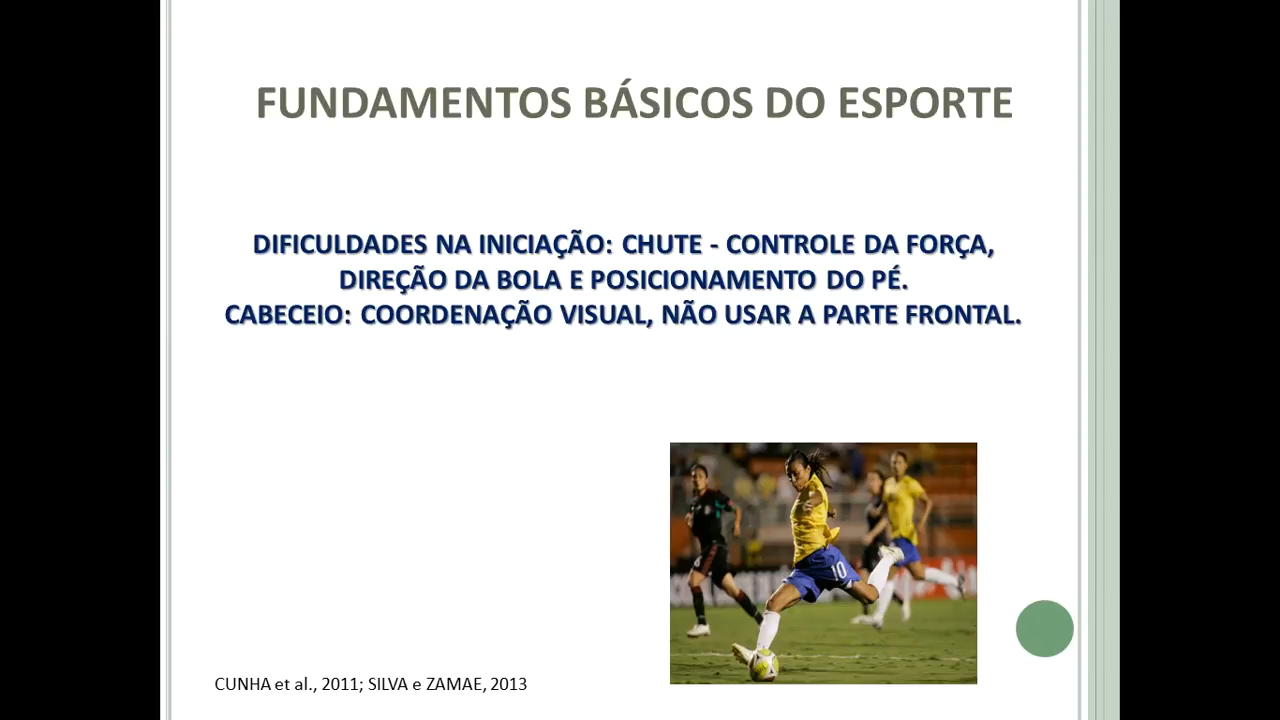 FUNDAMENTOS BÁSICOS DO ESPORTE
DIFICULDADES NA INICIAÇÃO: CHUTE - CONTROLE DA FORÇA,
DIREÇÃO DA BOLA E POSICIONAMENTO DO PÉ.
CABECEIO: COORDENAÇÃO VISUAL, NÃO USAR A PARTE FRONTAL.
10
CUNHA et al., 2011; SILVA e ZAMAE, 2013